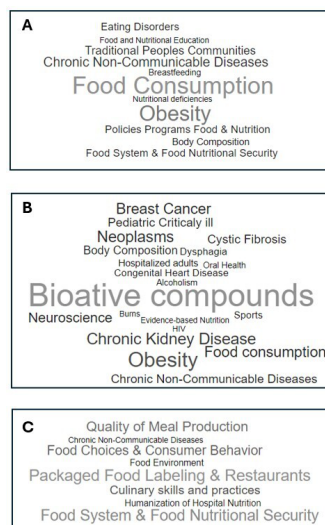 A
Eating Disorders
Food and Nutritional Education
Traditional Peoples Communities
Chronic Non-Communicable Diseases
Breastfeeding
Food Consumption
Nutritional deficiencies
Obesity
Policies Programs Food & Nutrition
Body Composition
Food System & Food Nutritional Security
B
Breast Cancer
Pediatric Criticaly ill
Neoplasms
Cystic Fibrosis
Body Composition Dysphagia
Hospitalized adults Oral Health
Congenital Heart Disease
Alcoholism
Bioative compounds
Neuroscience Burns Evidence-based Nutrition Sports
HIV
Chronic Kidney Disease
Obesity Food consumption
Chronic Non-Communicable Diseases
C
Quality of Meal Production
Chronic Non-Communicable Diseases
Food Choices & Consumer Behavior
Food Environment
Packaged Food Labeling & Restaurants
Culinary skills and practices
Humanization of Hospital Nutrition
Food System & Food Nutritional Security